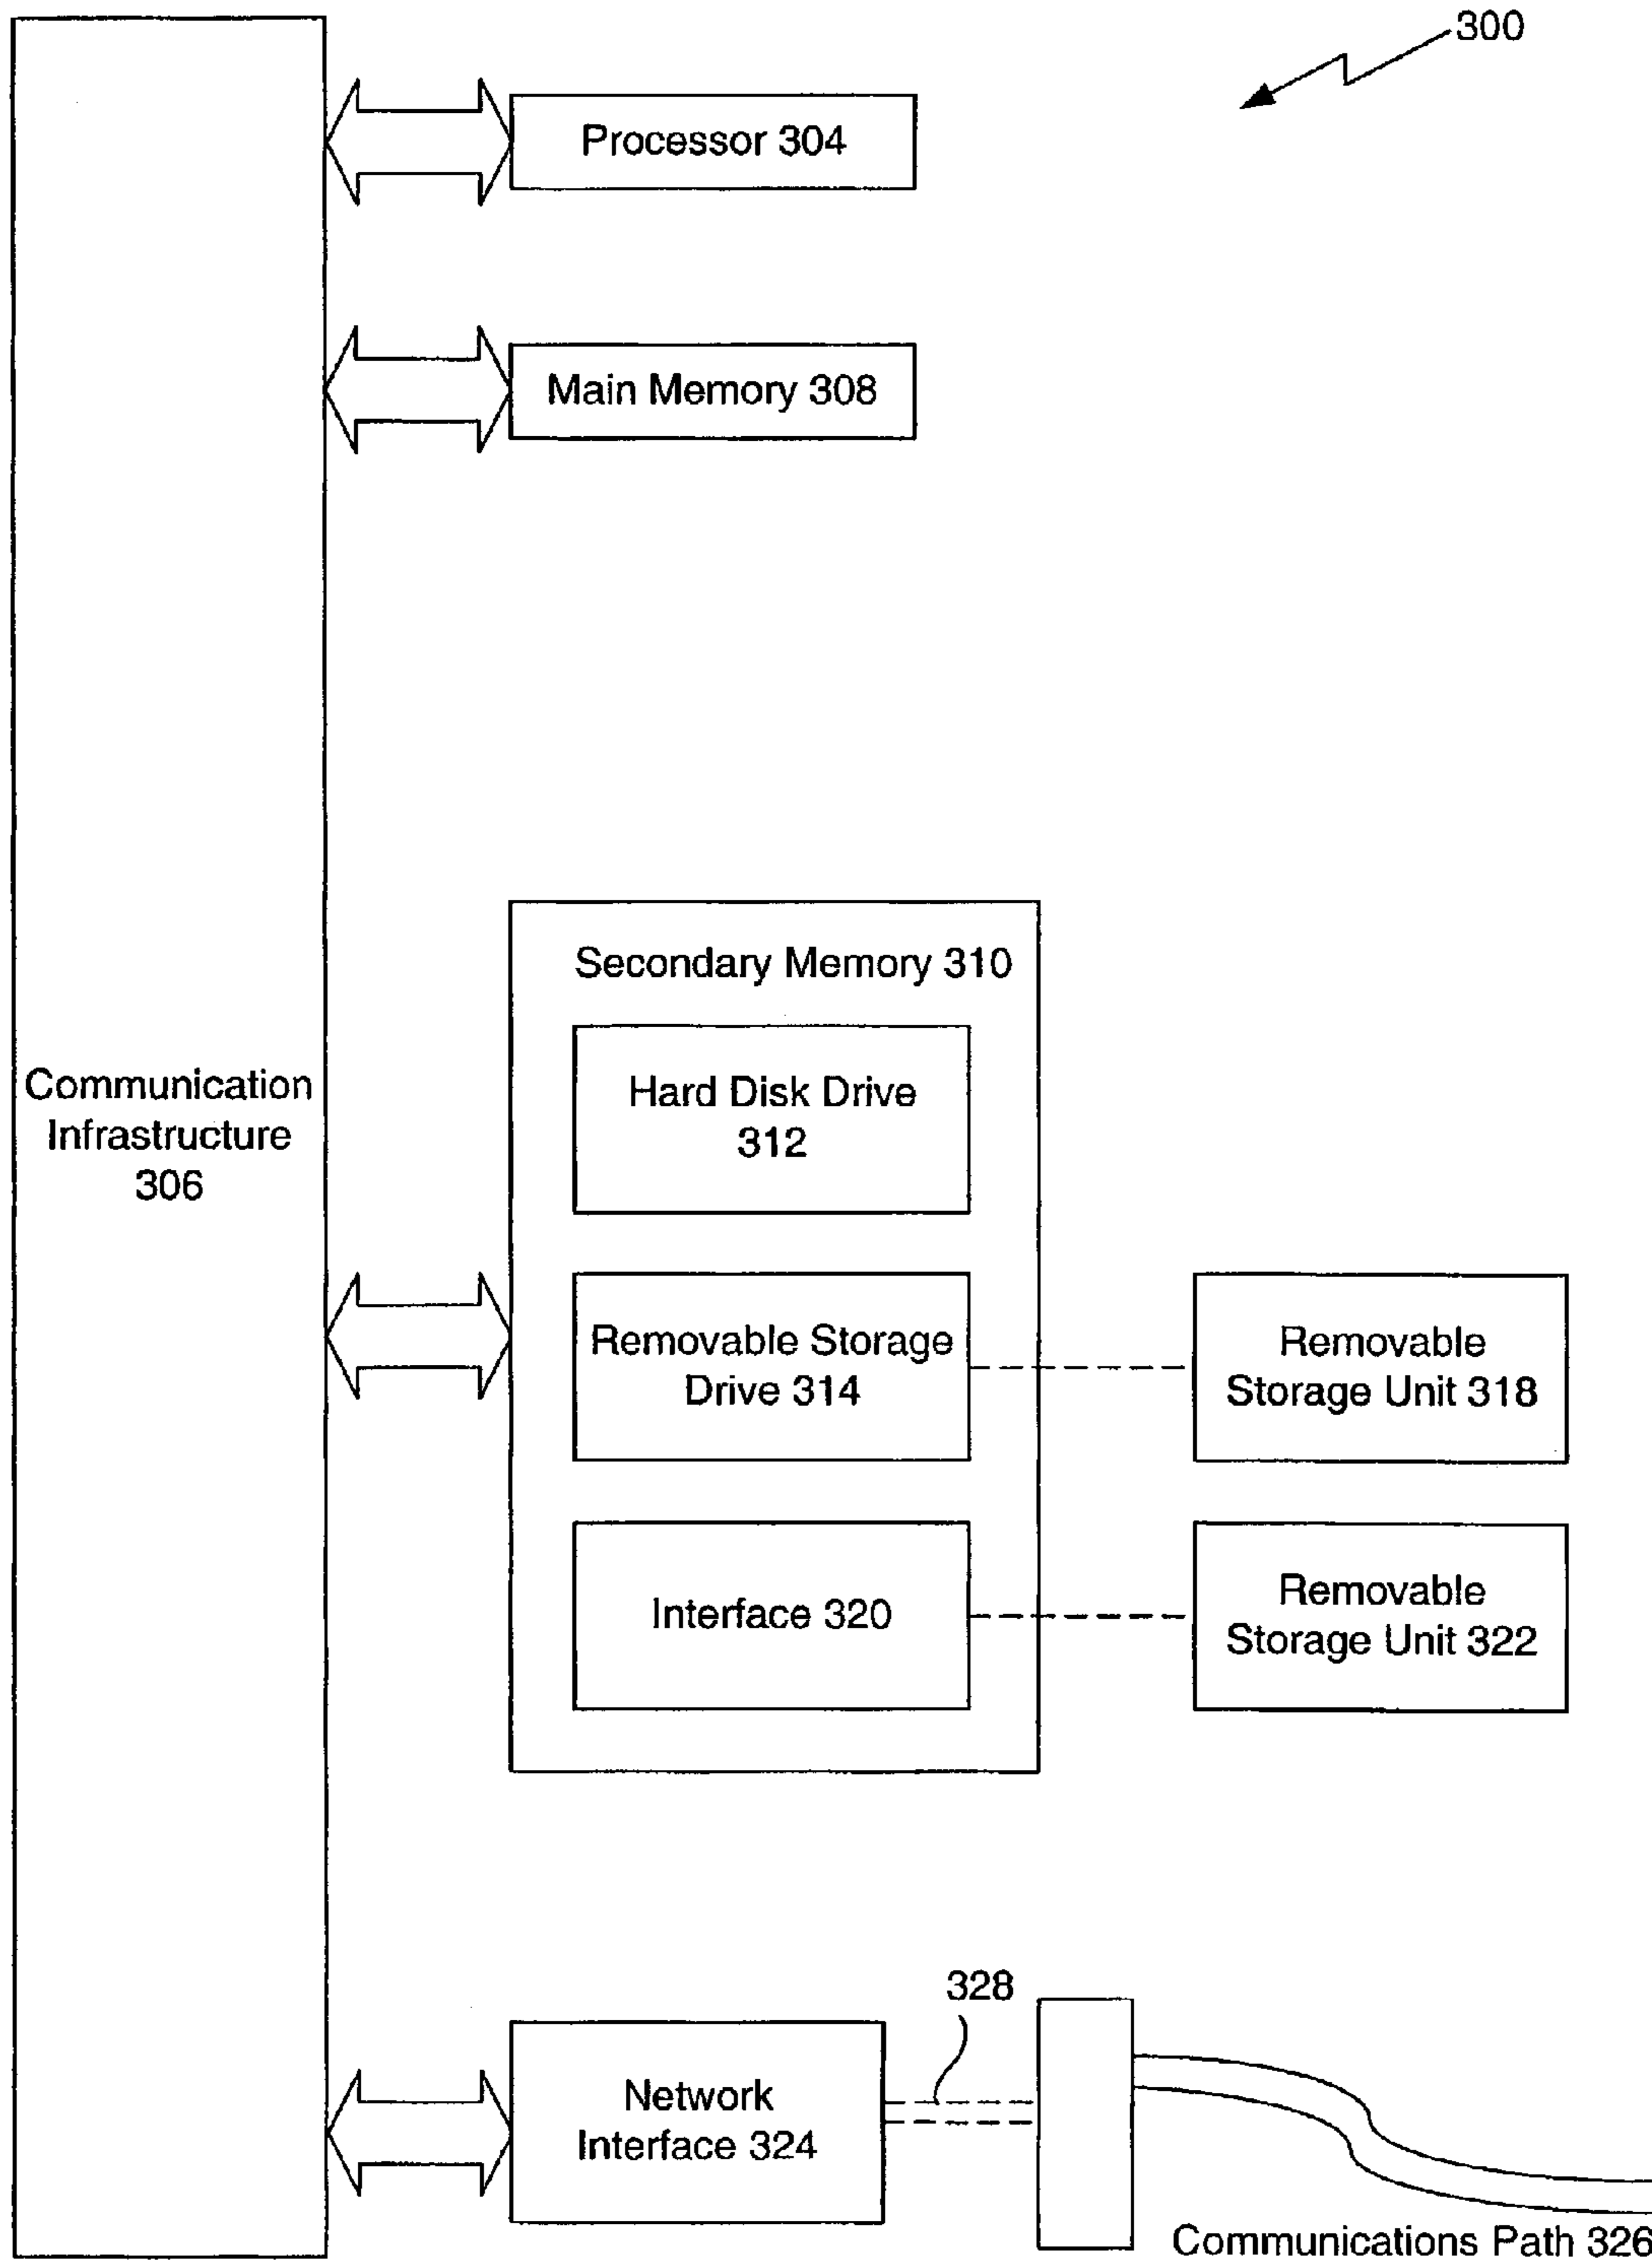 300
Processor 304
Main Memory 308
Secondary Memory 310
Hard Disk Drive
312
Communication
Infrastructure
306
Removable Storage
Drive 314
Removable
Storage Unit 318
Interface 320
Removable
Storage Unit 322
328
Network
Interface 324
Communications Path 326